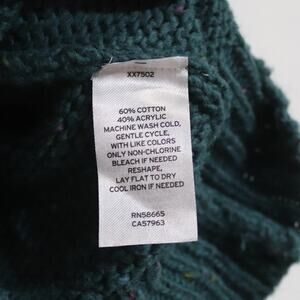 XX7502
60% COTTON
40% ACRYLIC
MACHINE WASH COLD,
GENTLE CYCLE,
WITH LIKE COLORS
ONLY NON-CHLORINE
BLEACH IF NEEDED
RESHAPE,
LAY FLAT TO DRY
COOL IRON IF NEEDED
RN58665
CA57963